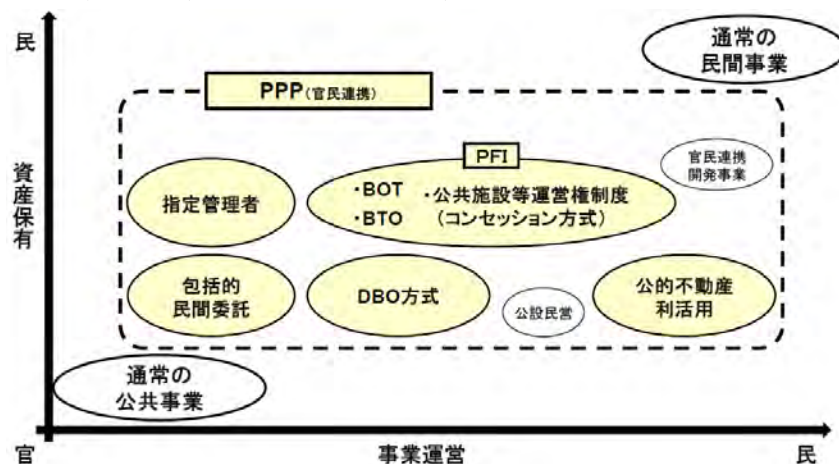 民
通常の
民間事業
PPP(官民連携)
PFI
官民連携
開発事業
資産保有
指定管理者
・BOT ・公共施設等運営権制度
・BTO (コンセッション方式)
包括的
民間委託
DBO方式
公設民営
公的不動産
利活用
通常の
公共事業
官
事業運営
民